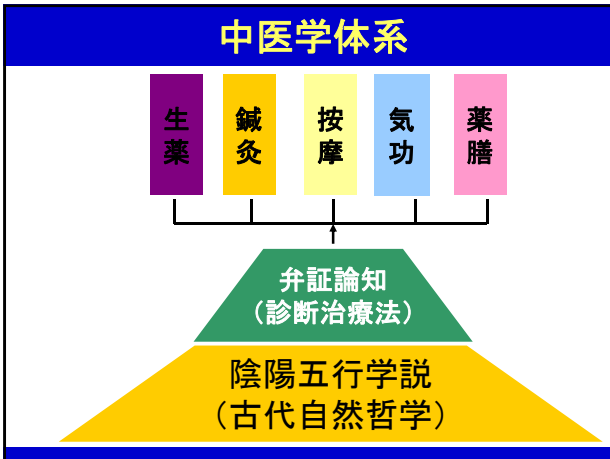 中医学体系
生薬
鍼灸
按摩
気功
薬膳
弁証論知
（診断治療法）
陰陽五行学説
（古代自然哲学）